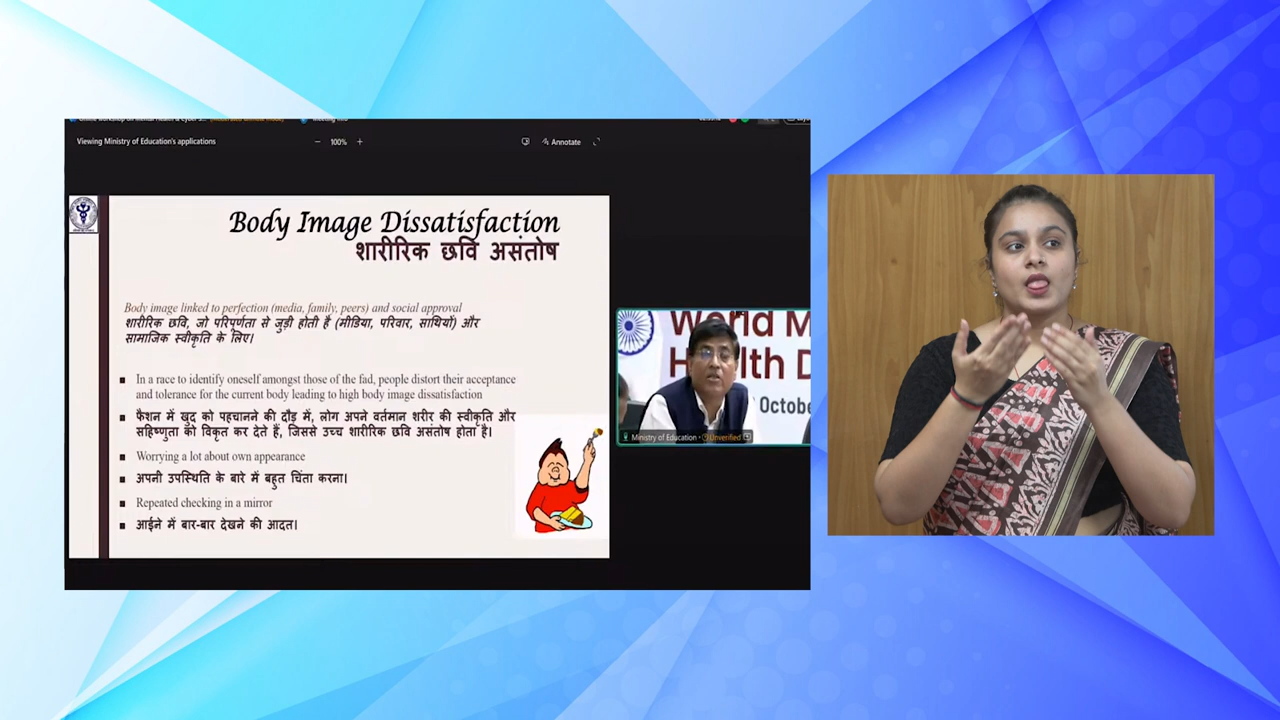 Viewing Ministry of Education's applications
− 100% +
Annotate
Body Image Dissatisfaction
शारीरिक छवि असंतोष
Body image linked to perfection (media, family, peers) and social approval
शारीरिक छवि, जो परिपूर्णता से जुड़ी होती है (मीडिया, परिवार, साथियों) और
सामाजिक स्वीकृति के लिए।
In a race to identify oneself amongst those of the fad, people distort their acceptance
and tolerance for the current body leading to high body image dissatisfaction
फैशन में खुद को पहचानने की दौड़ में, लोग अपने वर्तमान शरीर की स्वीकृति और
सहिष्णुता को विकृत कर देते हैं, जिससे उच्च शारीरिक छवि असंतोष होता है।
Worrying a lot about own appearance
अपनी उपस्थिति के बारे में बहुत चिंता करना।
Repeated checking in a mirror
आईने में बार-बार देखने की आदत।
World M
Health D
Octobe
Ministry of Education • Unverified